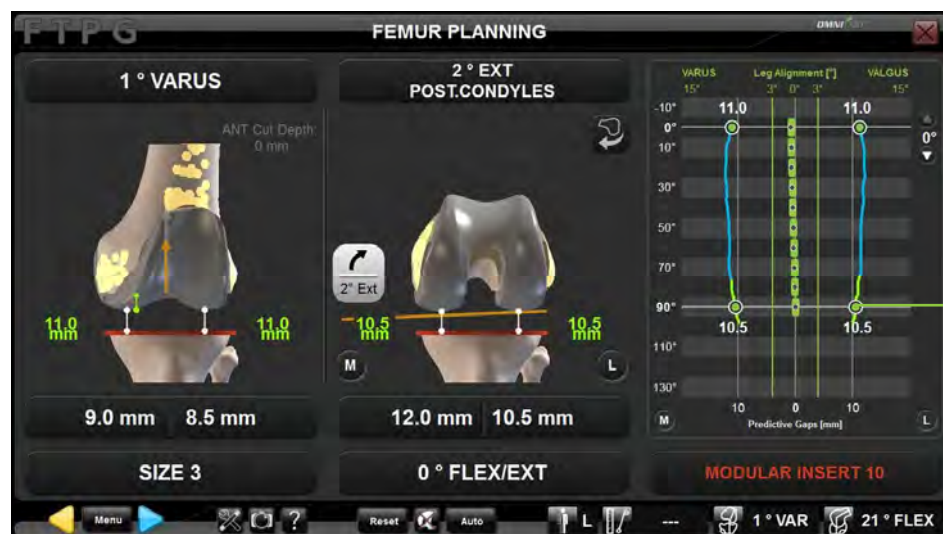 FTPG
FEMUR PLANNING
OMNI
1 ° VARUS
2 ° EXT
POST.CONDYLES
ANT Cut Depth:
0 mm
2° Ext
11.0
mm
11.0
mm
10.5
mm
10.5
mm
M
L
9.0 mm
8.5 mm
12.0 mm
10.5 mm
SIZE 3
0 ° FLEX/EXT
VARUS
Leg Alignment [°]
VALGUS
15°
3°
0°
3°
15°
-10°
11.0
11.0
0°
0°
10°
30°
50°
70°
90°
10.5
10.5
110°
130°
10
0
10
M
Predictive Gaps [mm]
L
MODULAR INSERT 10
Menu
?
Reset
Auto
L
---
1 ° VAR
21 ° FLEX